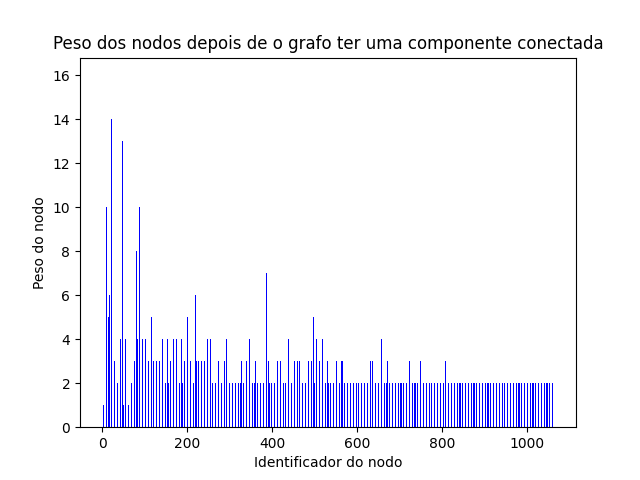 Peso dos nodos depois de o grafo ter uma componente conectada
16
14
12
10
8
6
4
2
0
Peso do nodo
0 200 400 600 800 1000
Identificador do nodo